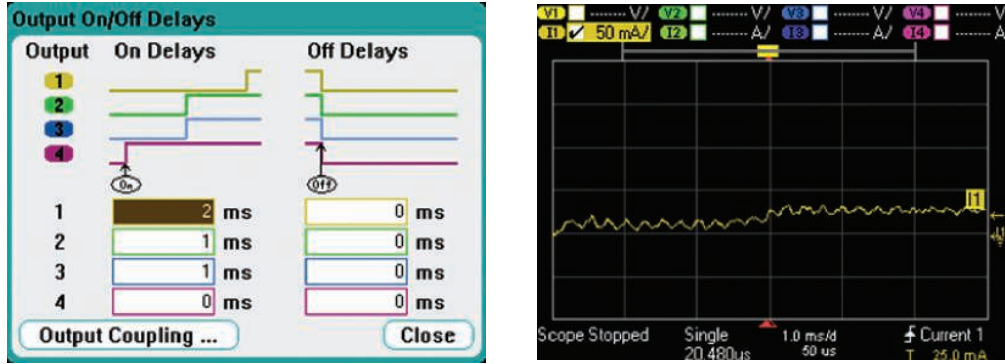 Output On/Off Delays
Output On Delays Off Delays
1
2
3
4
On Off
1 2 ms 0 ms
2 1 ms 0 ms
3 1 ms 0 ms
4 0 ms 0 ms
Output Coupling ... Close
V1 ....... V/ V2 ....... V/ V3 ....... V/ V4 ....... V
I1 50 mA/ I2 ....... A/ I3 ....... A/ I4 ....... A
I1
Scope Stopped Single 1.0 ms/d Current 1
20.480us 50 us 25.0 mA